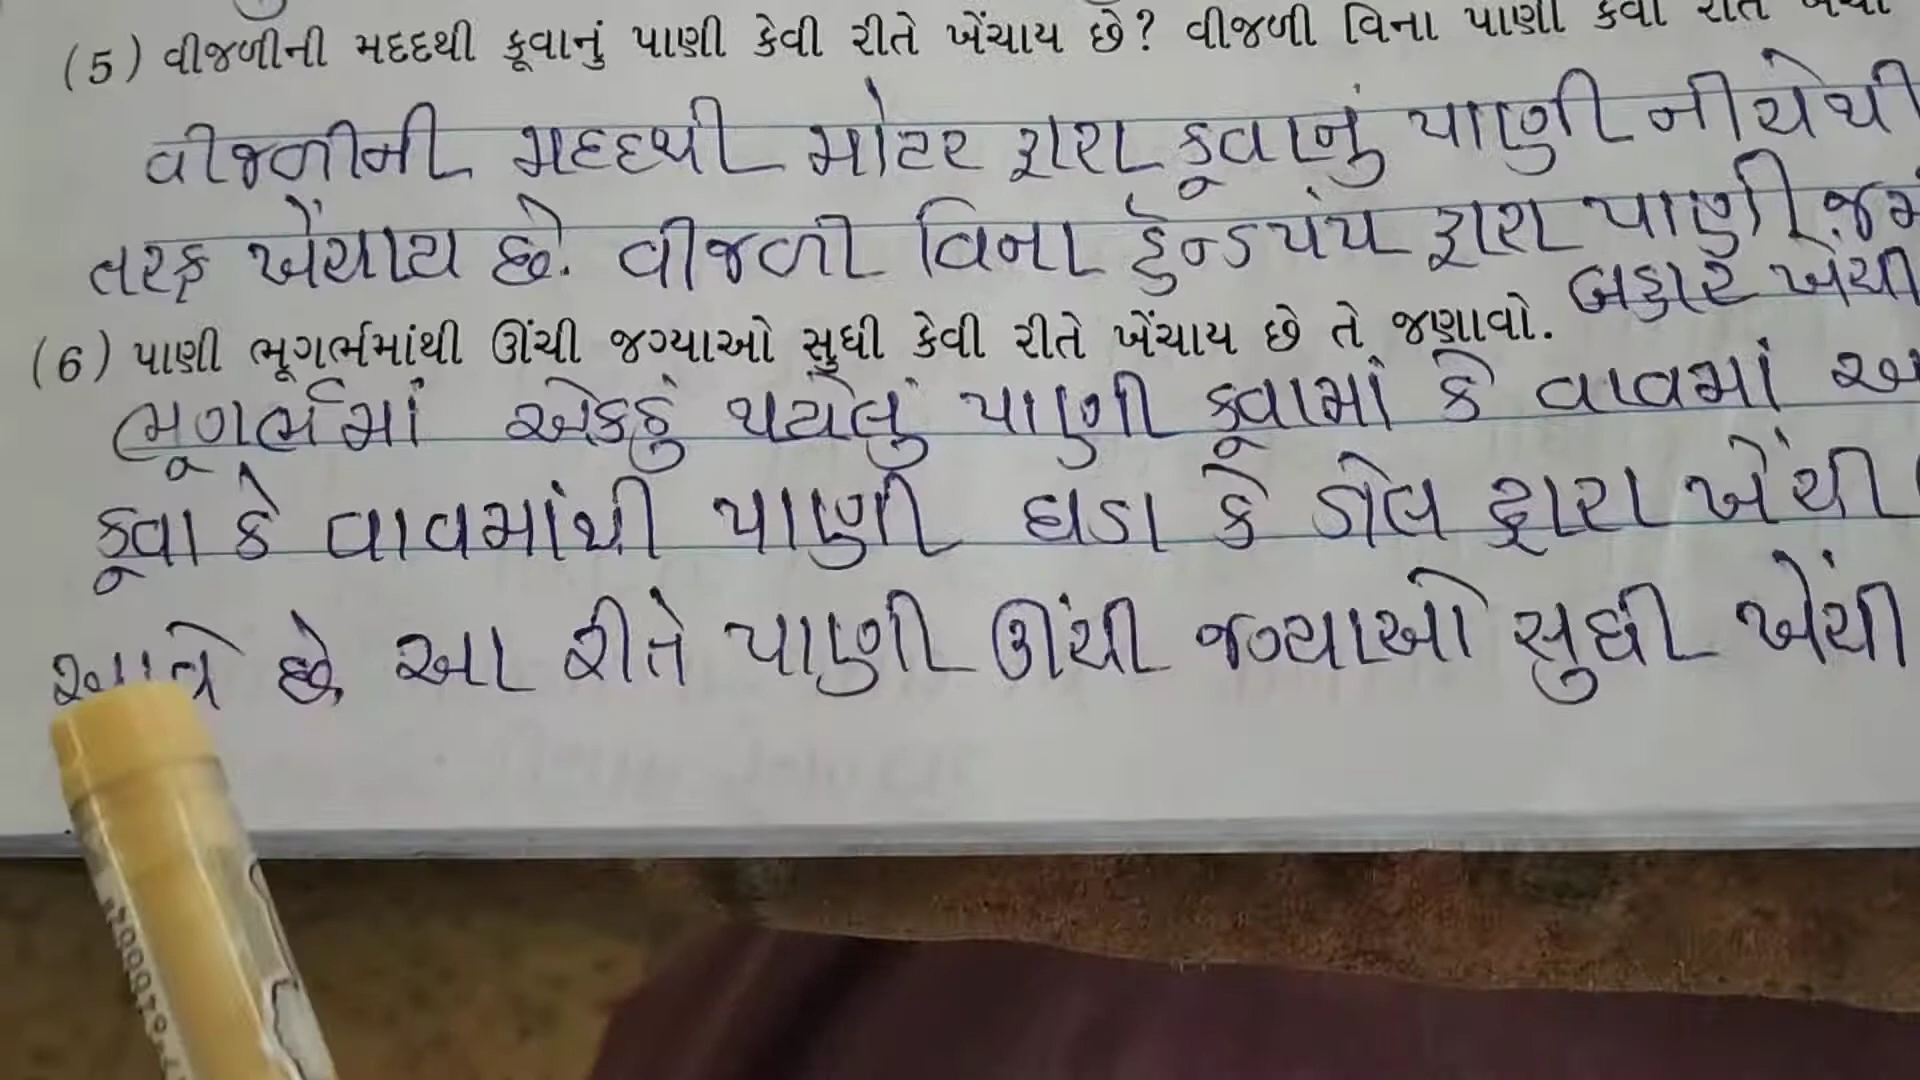 (5) વીજળીની મદદથી કૂવાનું પાણી કેવી રીતે ખેંચાય છે? વીજળી વિના પાણી કેવી રીતે
વીજળીની મદદથી મોટર દ્વારા કૂવાનું પાણી નીચેથી
તરફ ખેંચાય છે. વીજળી વિના હેન્ડપંપ દ્વારા પાણી
બહાર ખેંચી
(6) પાણી ભૂગર્ભમાંથી ઊંચી જગ્યાઓ સુધી કેવી રીતે ખેંચાય છે તે જણાવો.
ભૂગર્ભમાં એકઠું થયેલું પાણી કૂવામાં કે વાવમાં
કૂવા કે વાવમાંથી પાણી ઘડા કે ડોલ દ્વારા ખેંચી
આવે છે, આ રીતે પાણી ઊંચી જગ્યાઓ સુધી ખેંચી